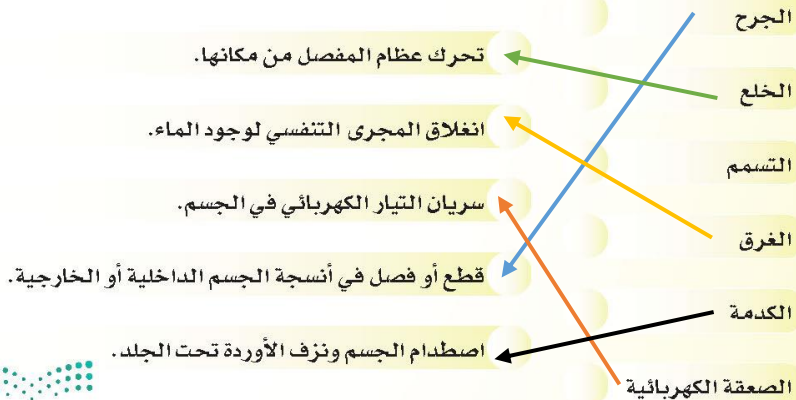 الجرح
تحرك عظام المفصل من مكانها.
الخلع
انغلاق المجرى التنفسي لوجود الماء.
التسمم
سريان التيار الكهربائي في الجسم.
الغرق
قطع أو فصل في أنسجة الجسم الداخلية أو الخارجية.
الكدمة
اصطدام الجسم ونزف الأوردة تحت الجلد.
الصعقة الكهربائية